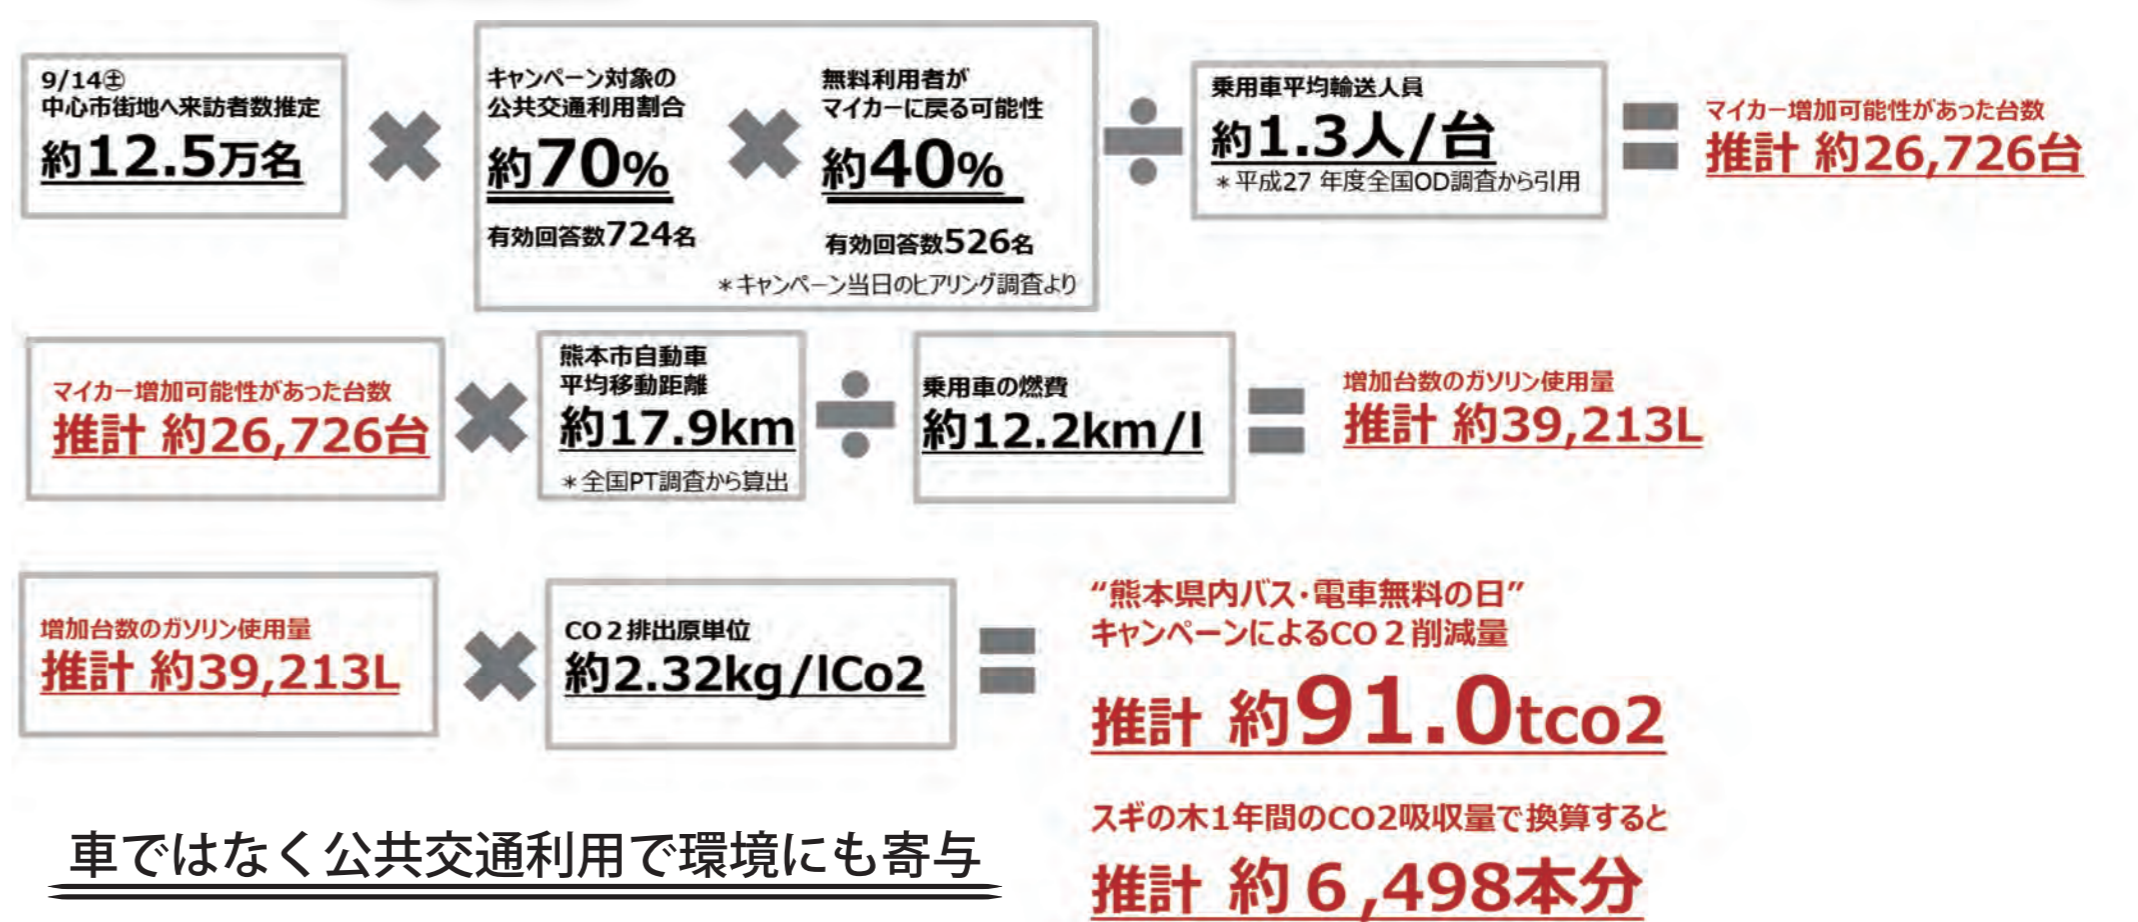 9/14㊏
中心市街地へ来訪者数推定
約12.5万名
×
キャンペーン対象の
公共交通利用割合
約70%
有効回答数724名
×
無料利用者が
マイカーに戻る可能性
約40%
有効回答数526名
＊キャンペーン当日のヒアリング調査より
÷
乗用車平均輸送人員
約1.3人/台
＊平成27 年度全国OD調査から引用
＝
マイカー増加可能性があった台数
推計 約26,726台
マイカー増加可能性があった台数
推計 約26,726台
×
熊本市自動車
平均移動距離
約17.9km
＊全国PT調査から算出
÷
乗用車の燃費
約12.2km/l
＝
増加台数のガソリン使用量
推計 約39,213L
増加台数のガソリン使用量
推計 約39,213L
×
CO２排出原単位
約2.32kg/lCo2
＝
“熊本県内バス・電車無料の日”
キャンペーンによるCO２削減量
推計 約91.0tco2
スギの木1年間のCO2吸収量で換算すると
推計 約６,498本分
車ではなく公共交通利用で環境にも寄与